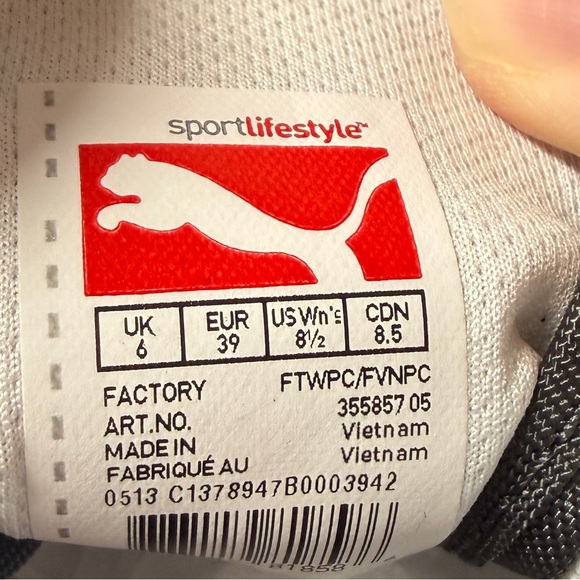 sportlifestyle™
UK EUR US Wn's CDN
6 39 8½ 8.5
FACTORY FTWPC/FVNPC
ART.NO. 355857 05
MADE IN Vietnam
FABRIQUÉ AU Vietnam
0513 C1378947B0003942